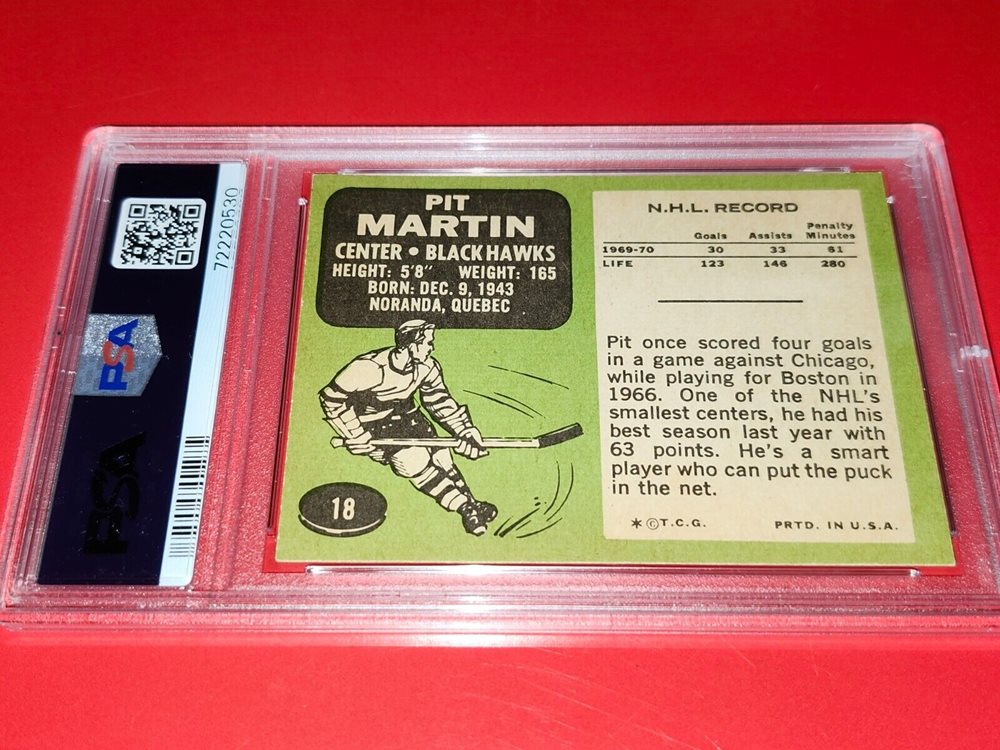 72220530
PSA
PSA
PIT
MARTIN
CENTER • BLACK HAWKS
HEIGHT: 5'8" WEIGHT: 165
BORN: DEC. 9, 1943
NORANDA, QUEBEC
18
N.H.L. RECORD
Goals Assists Penalty Minutes
1969-70 30 33 61
LIFE 123 146 280
Pit once scored four goals
in a game against Chicago,
while playing for Boston in
1966. One of the NHL's
smallest centers, he had his
best season last year with
63 points. He's a smart
player who can put the puck
in the net.
* © T.C.G. PRTD. IN U.S.A.